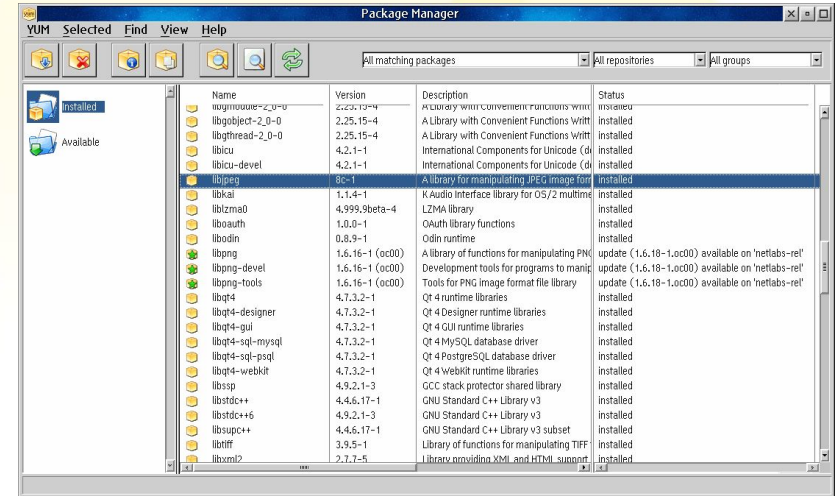 Package Manager
YUM Selected Find View Help
All matching packages All repositories All groups
Installed
Available
Name Version Description Status
libgmodule-2_0-0 2.25.15-4 A Library with Convenient Functions Writt installed
libgobject-2_0-0 2.25.15-4 A Library with Convenient Functions Writt installed
libgthread-2_0-0 2.25.15-4 A Library with Convenient Functions Writt installed
libicu 4.2.1-1 International Components for Unicode (d installed
libicu-devel 4.2.1-1 International Components for Unicode (d installed
libjpeg 8c-1 A library for manipulating JPEG image form installed
libkai 1.1.4-1 K Audio Interface library for OS/2 multime installed
liblzma0 4.999.9beta-4 LZMA library installed
liboauth 1.0.0-1 OAuth library functions installed
libodin 0.8.9-1 Odin runtime installed
libpng 1.6.16-1 (oc00) A library of functions for manipulating PNG update (1.6.18-1.oc00) available on 'netlabs-rel'
libpng-devel 1.6.16-1 (oc00) Development tools for programs to manip update (1.6.18-1.oc00) available on 'netlabs-rel'
libpng-tools 1.6.16-1 (oc00) Tools for PNG image format file library update (1.6.18-1.oc00) available on 'netlabs-rel'
libqt4 4.7.3.2-1 Qt 4 runtime libraries installed
libqt4-designer 4.7.3.2-1 Qt 4 Designer runtime libraries installed
libqt4-gui 4.7.3.2-1 Qt 4 GUI runtime libraries installed
libqt4-sql-mysql 4.7.3.2-1 Qt 4 MySQL database driver installed
libqt4-sql-psql 4.7.3.2-1 Qt 4 PostgreSQL database driver installed
libqt4-webkit 4.7.3.2-1 Qt 4 WebKit runtime libraries installed
libssp 4.9.2.1-3 GCC stack protector shared library installed
libstdc++ 4.4.6.17-1 GNU Standard C++ Library v3 installed
libstdc++6 4.9.2.1-3 GNU Standard C++ Library v3 installed
libsupc++ 4.4.6.17-1 GNU Standard C++ Library v3 subset installed
libtiff 3.9.5-1 Library of functions for manipulating TIFF installed
libxml2 2.7.7-5 Library providing XML and HTML support installed